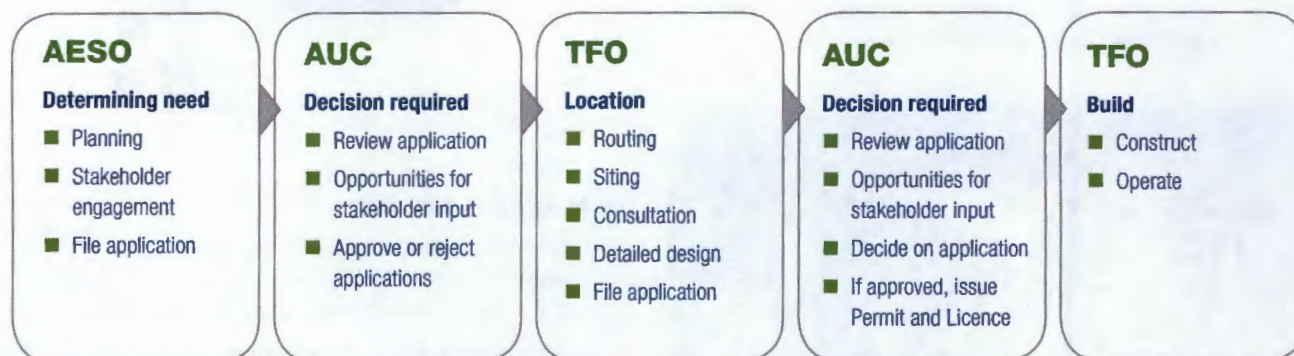 AESO
Determining need
■ Planning
■ Stakeholder
engagement
■ File application
AUC
Decision required
■ Review application
■ Opportunities for
stakeholder input
■ Approve or reject
applications
TFO
Location
■ Routing
■ Siting
■ Consultation
■ Detailed design
■ File application
AUC
Decision required
■ Review application
■ Opportunities for
stakeholder input
■ Decide on application
■ If approved, issue
Permit and Licence
TFO
Build
■ Construct
■ Operate